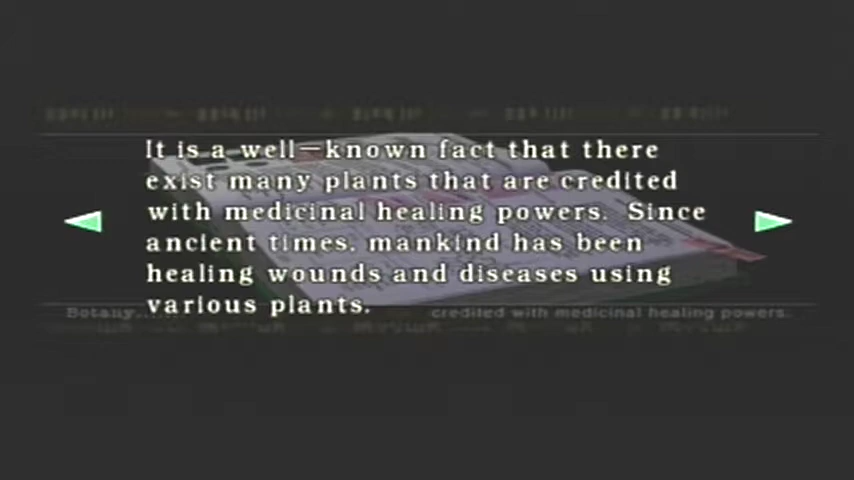 It is a well-known fact that there
exist many plants that are credited
with medicinal healing powers. Since
ancient times, mankind has been
healing wounds and diseases using
various plants.
Botany... credited with medicinal healing powers.